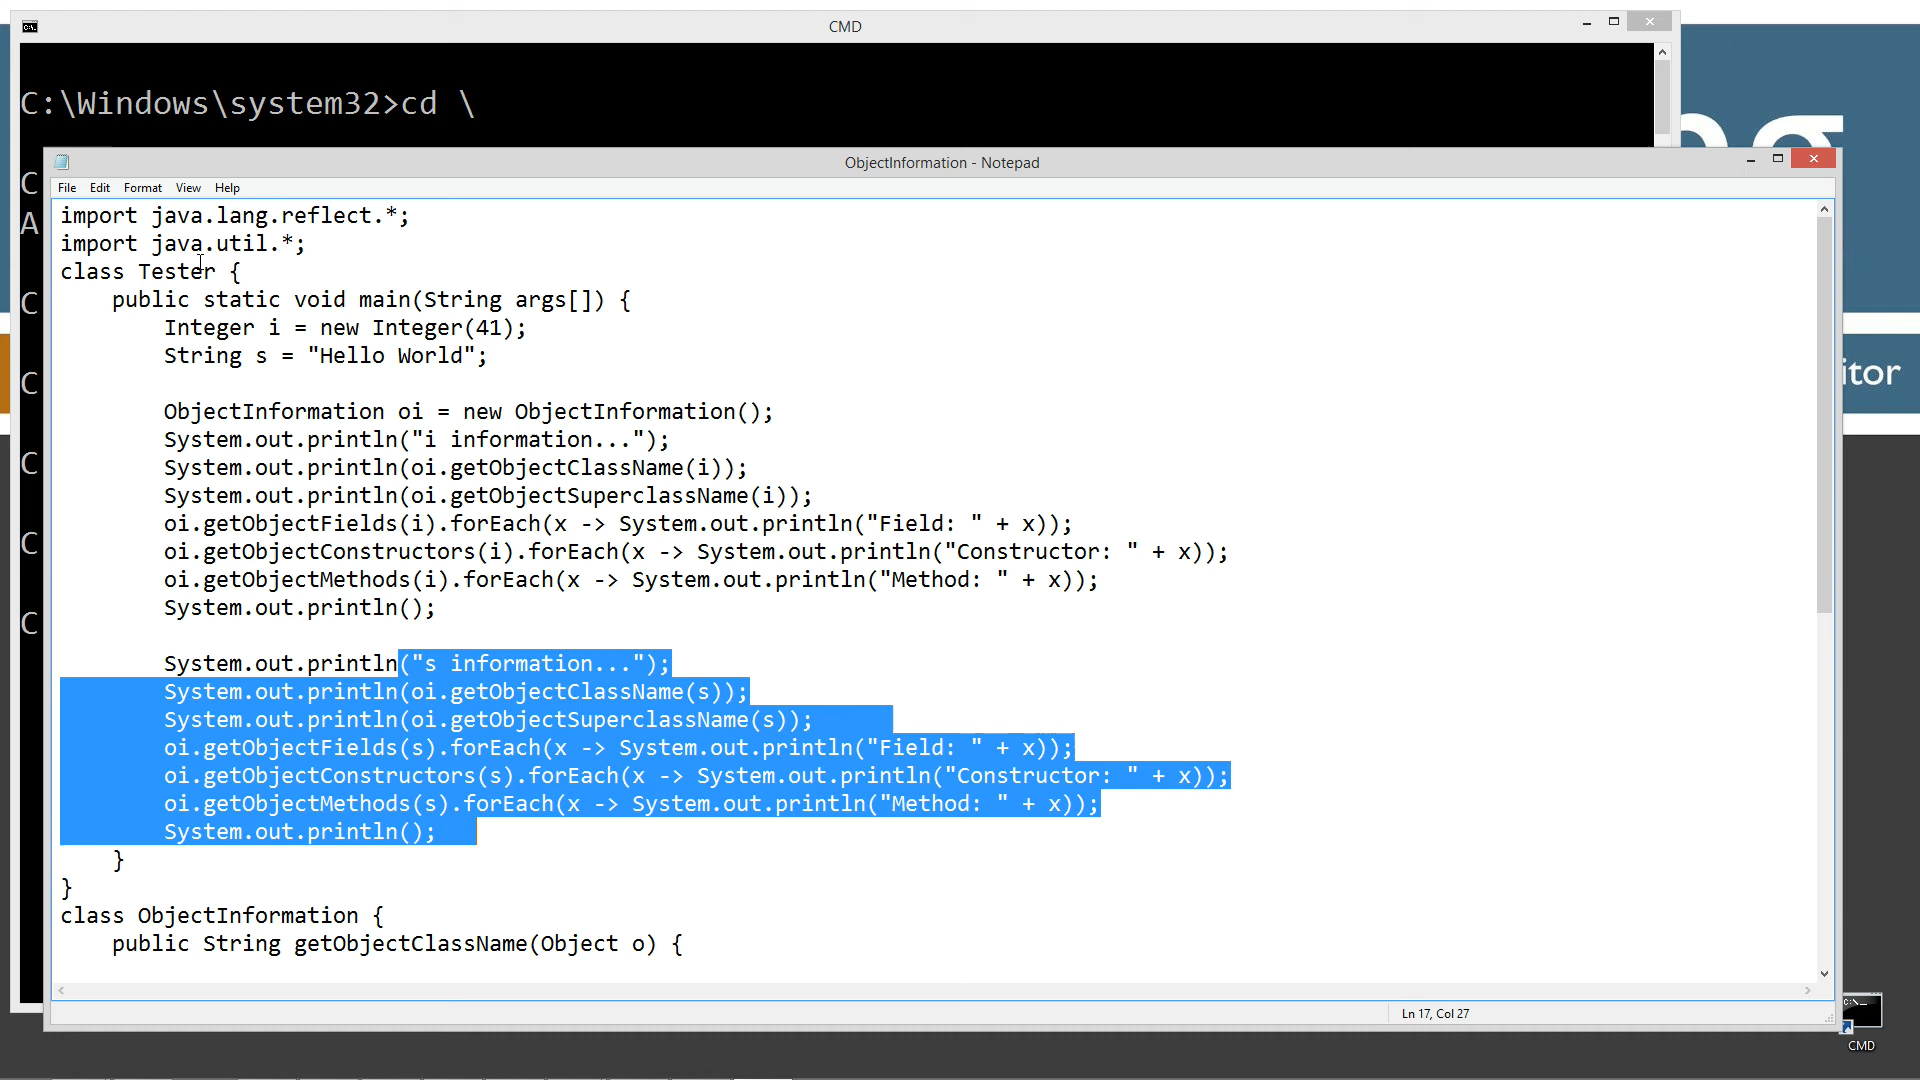 CMD
C:\Windows\system32>cd \
C
A
C
C
C
C
C
ObjectInformation - Notepad
File Edit Format View Help
import java.lang.reflect.*;
import java.util.*;
class Tester {
    public static void main(String args[]) {
        Integer i = new Integer(41);
        String s = "Hello World";
        ObjectInformation oi = new ObjectInformation();
        System.out.println("i information...");
        System.out.println(oi.getObjectClassName(i));
        System.out.println(oi.getObjectSuperclassName(i));
        oi.getObjectFields(i).forEach(x -> System.out.println("Field: " + x));
        oi.getObjectConstructors(i).forEach(x -> System.out.println("Constructor: " + x));
        oi.getObjectMethods(i).forEach(x -> System.out.println("Method: " + x));
        System.out.println();
        System.out.println("s information...");
        System.out.println(oi.getObjectClassName(s));
        System.out.println(oi.getObjectSuperclassName(s));
        oi.getObjectFields(s).forEach(x -> System.out.println("Field: " + x));
        oi.getObjectConstructors(s).forEach(x -> System.out.println("Constructor: " + x));
        oi.getObjectMethods(s).forEach(x -> System.out.println("Method: " + x));
        System.out.println();
    }
}
class ObjectInformation {
    public String getObjectClassName(Object o) {
Ln 17, Col 27
itor
CMD